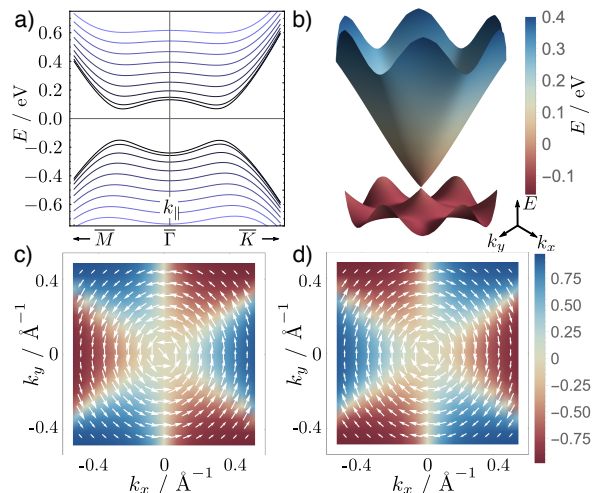 a)
E / eV
0.6
0.4
0.2
0.0
−0.2
−0.4
−0.6
k∥
← M̅ Γ̅ K̅ →
b)
0.4
0.3
0.2
0.1
0
−0.1
E / eV
E
k_y k_x
c)
k_y / Å⁻¹
0.4
0
-0.4
-0.4 0 0.4
k_x / Å⁻¹
d)
k_y / Å⁻¹
0.4
0
-0.4
-0.4 0 0.4
k_x / Å⁻¹
0.75
0.50
0.25
0
−0.25
−0.50
−0.75